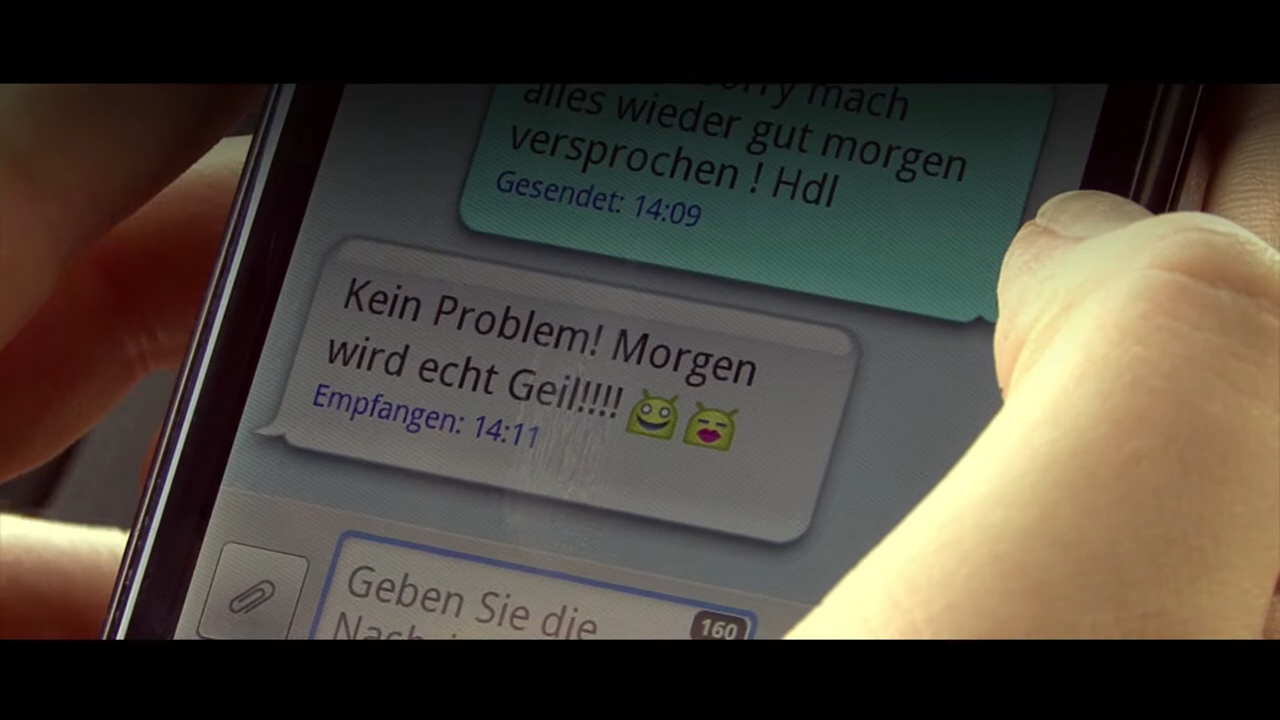 mach
alles wieder gut morgen
versprochen ! Hdl
Gesendet: 14:09
Kein Problem! Morgen
wird echt Geil!!!!
Empfangen: 14:11
Geben Sie die
160